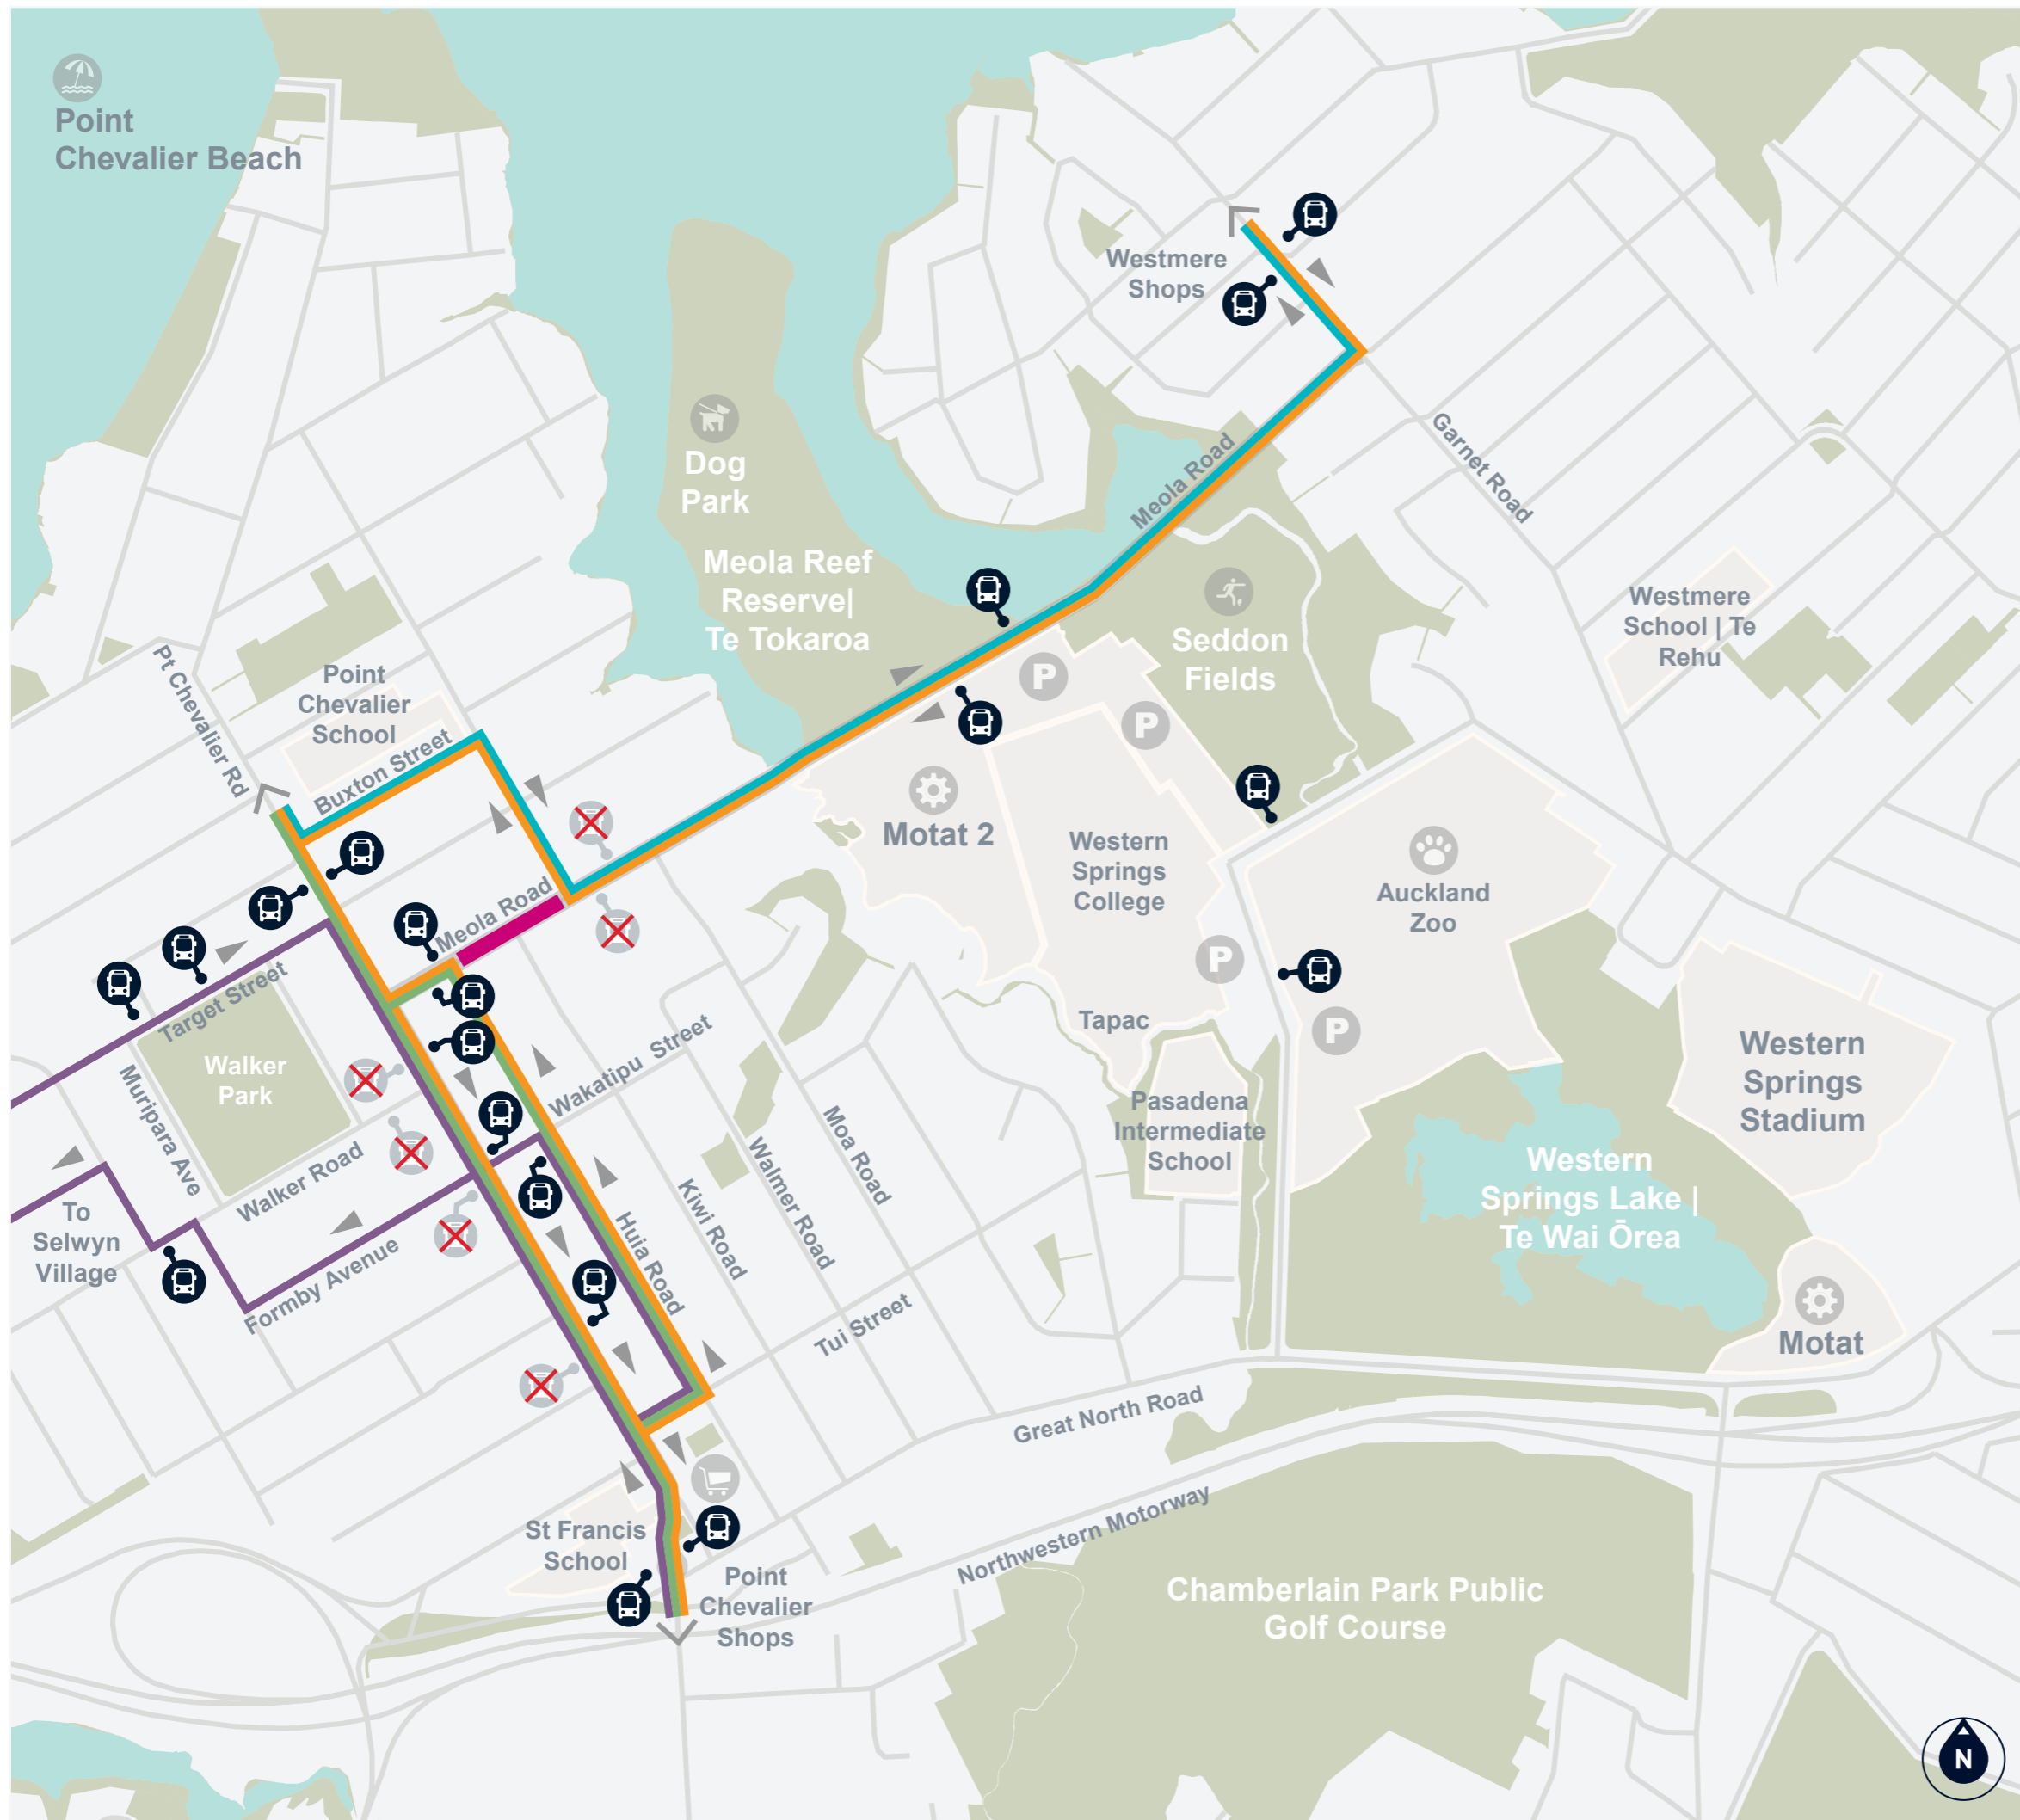 Point
Chevalier Beach
Westmere
Shops
Dog
Park
Meola Road
Garnet Road
Meola Reef
Reserve|
Te Tokaroa
Seddon
Fields
P
P
Westmere
School | Te
Rehu
Pt Chevalier Rd
Point
Chevalier
School
Buxton Street
Motat 2
Western
Springs
College
Auckland
Zoo
Meola Road
P
P
Target Street
Walker
Park
Muripara Ave
Walker Road
Wakatipu Street
Tapac
Pasadena
Intermediate
School
Western
Springs
Stadium
Western
Springs Lake |
Te Wai Ōrea
Moa Road
Walmer Road
Kiwi Road
Huia Road
To
Selwyn
Village
Formby Avenue
Tui Street
Motat
Great North Road
Northwestern Motorway
St Francis
School
Point
Chevalier
Shops
Chamberlain Park Public
Golf Course
N